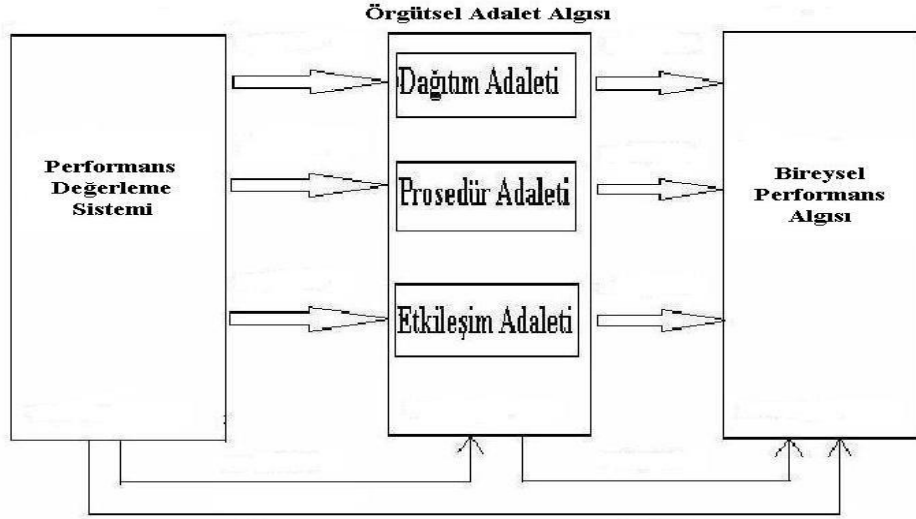 Örgütsel Adalet Algısı
Performans
Değerleme
Sistemi
Dağıtım Adaleti
Prosedür Adaleti
Etkileşim Adaleti
Bireysel
Performans
Algısı